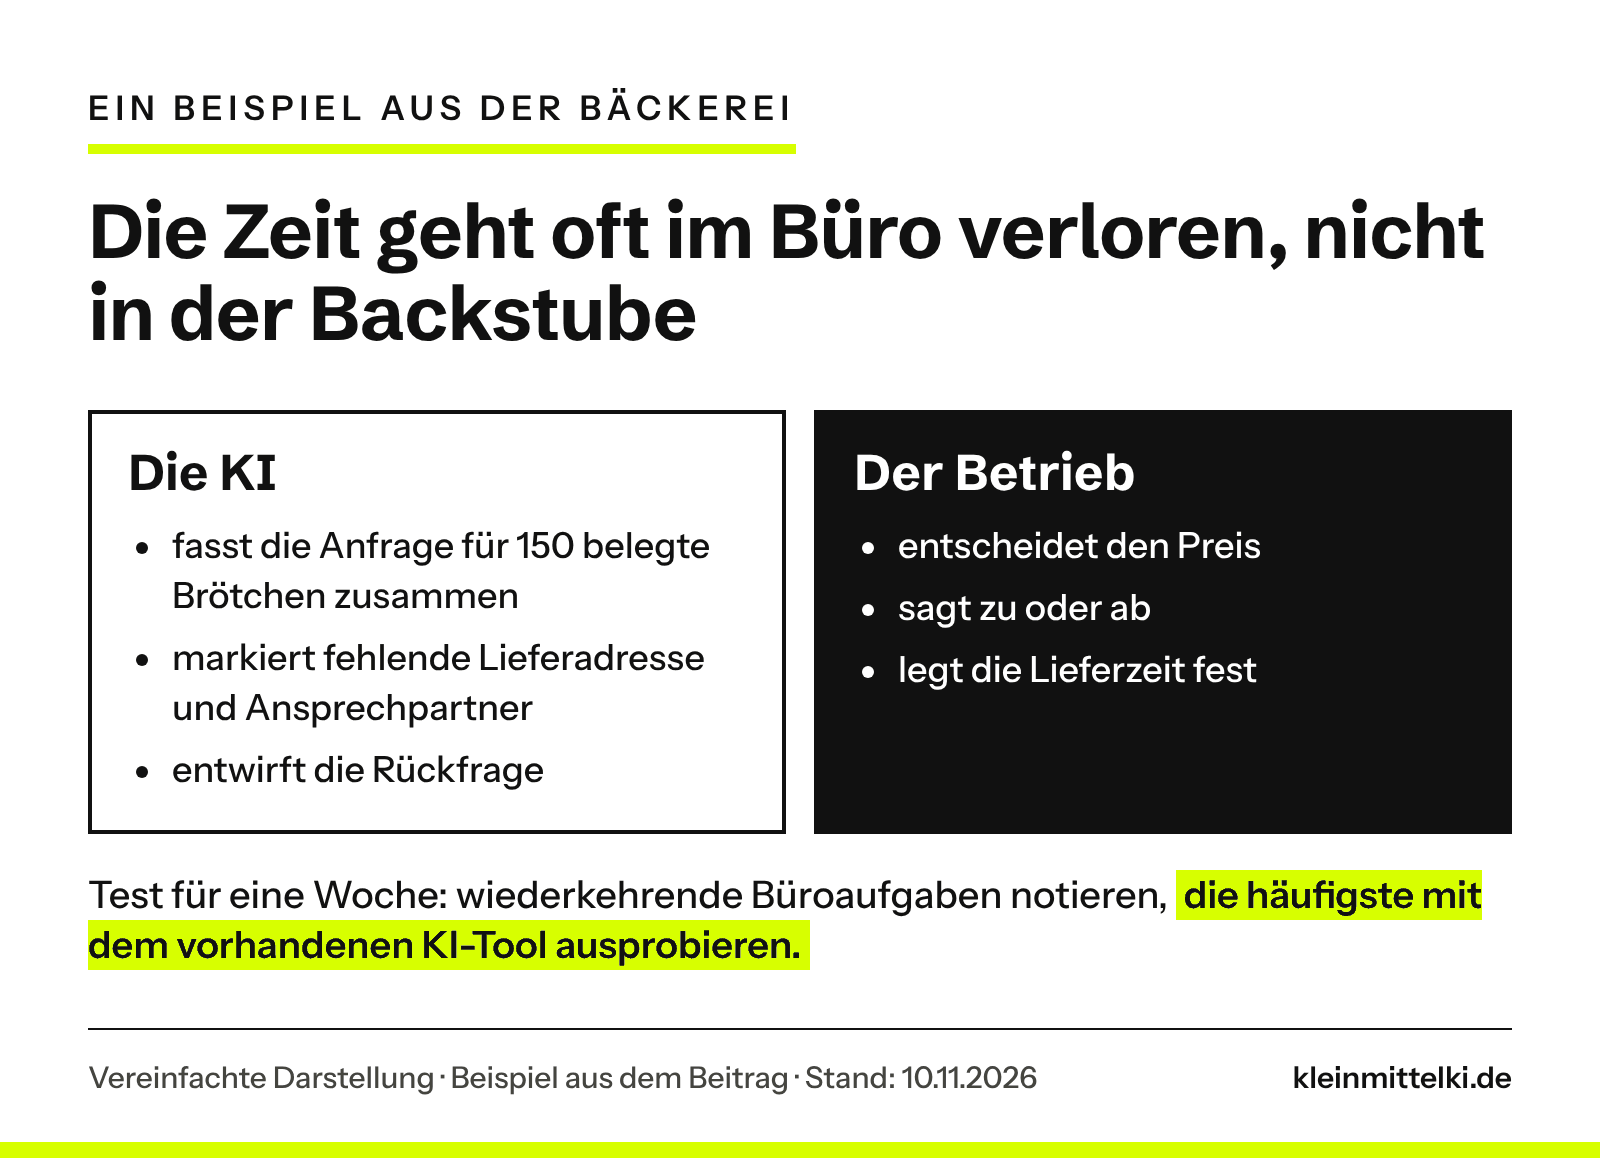 EIN BEISPIEL AUS DER BÄCKEREI
Die Zeit geht oft im Büro verloren, nicht
in der Backstube
Die KI
• fasst die Anfrage für 150 belegte
Brötchen zusammen
• markiert fehlende Lieferadresse
und Ansprechpartner
• entwirft die Rückfrage
Der Betrieb
• entscheidet den Preis
• sagt zu oder ab
• legt die Lieferzeit fest
Test für eine Woche: wiederkehrende Büroaufgaben notieren, die häufigste mit
dem vorhandenen KI-Tool ausprobieren.
Vereinfachte Darstellung · Beispiel aus dem Beitrag · Stand: 10.11.2026
kleinmittelki.de